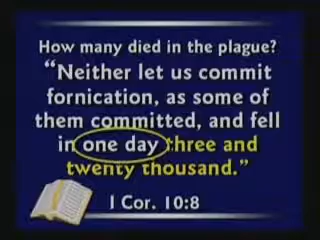 How many died in the plague?
“Neither let us commit
fornication, as some of
them committed, and fell
in one day three and
twenty thousand.”
1 Cor. 10:8